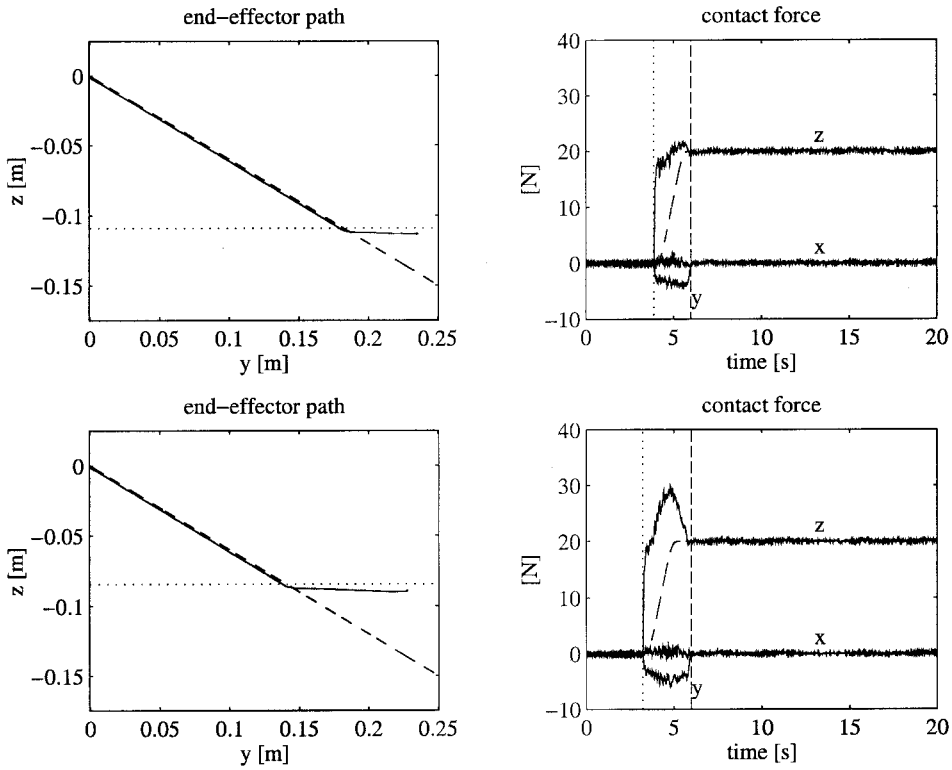 end−effector path
z [m]
0
−0.05
−0.1
−0.15
0 0.05 0.1 0.15 0.2 0.25
y [m]
contact force
[N]
40
30
20
10
0
−10
z
x
y
0 5 10 15 20
time [s]
end−effector path
z [m]
0
−0.05
−0.1
−0.15
0 0.05 0.1 0.15 0.2 0.25
y [m]
contact force
[N]
40
30
20
10
0
−10
z
x
y
0 5 10 15 20
time [s]